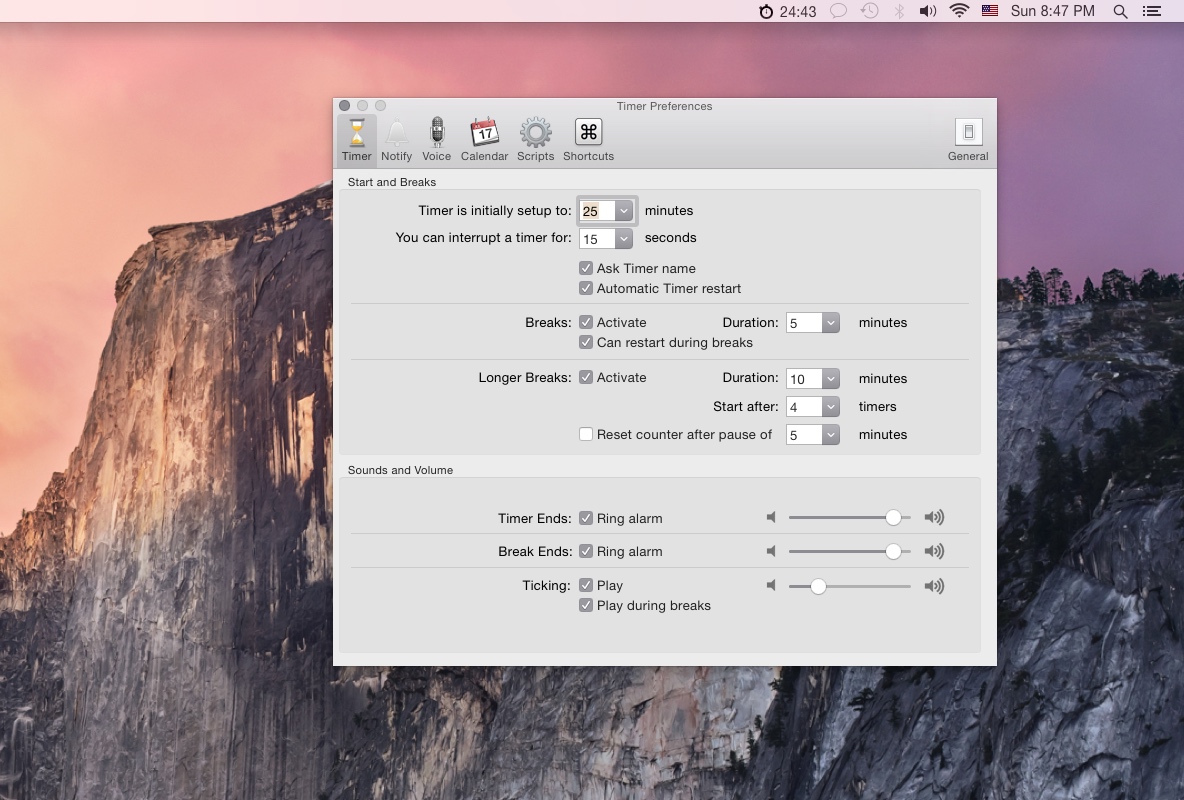 24:43 Sun 8:47 PM
Timer Preferences
17
Timer Notify Voice Calendar Scripts Shortcuts General
Start and Breaks
Timer is initially setup to: 25 minutes
You can interrupt a timer for: 15 seconds
Ask Timer name
Automatic Timer restart
Breaks: Activate Duration: 5 minutes
Can restart during breaks
Longer Breaks: Activate Duration: 10 minutes
Start after: 4 timers
Reset counter after pause of 5 minutes
Sounds and Volume
Timer Ends: Ring alarm
Break Ends: Ring alarm
Ticking: Play
Play during breaks